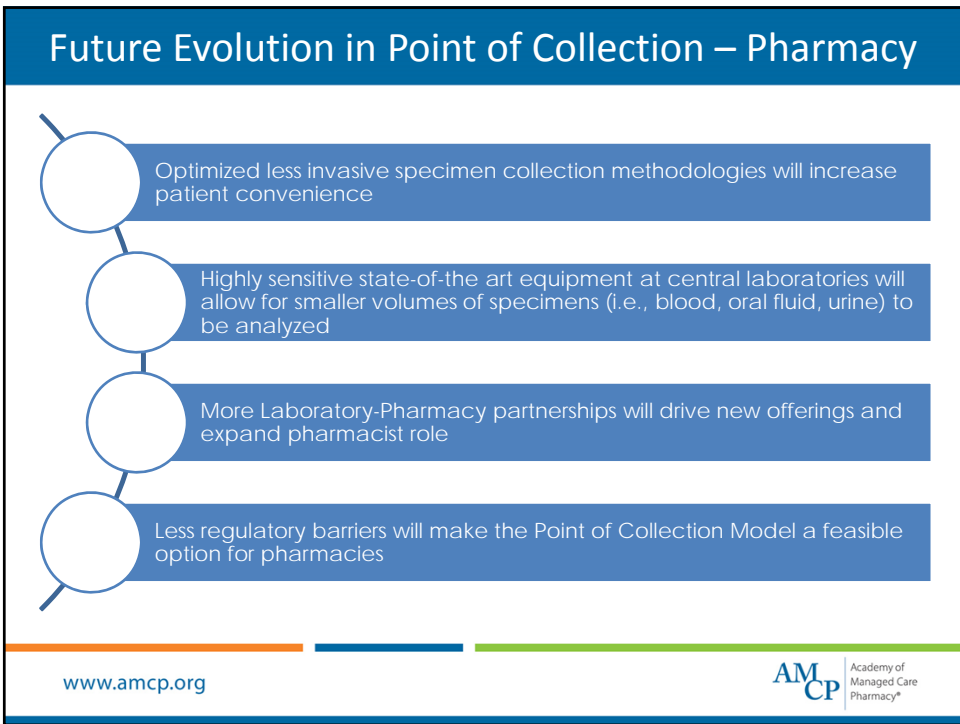 Future Evolution in Point of Collection – Pharmacy
Optimized less invasive specimen collection methodologies will increase
patient convenience
Highly sensitive state-of-the art equipment at central laboratories will
allow for smaller volumes of specimens (i.e., blood, oral fluid, urine) to
be analyzed
More Laboratory-Pharmacy partnerships will drive new offerings and
expand pharmacist role
Less regulatory barriers will make the Point of Collection Model a feasible
option for pharmacies
www.amcp.org
AMCP
Academy of
Managed Care
Pharmacy®